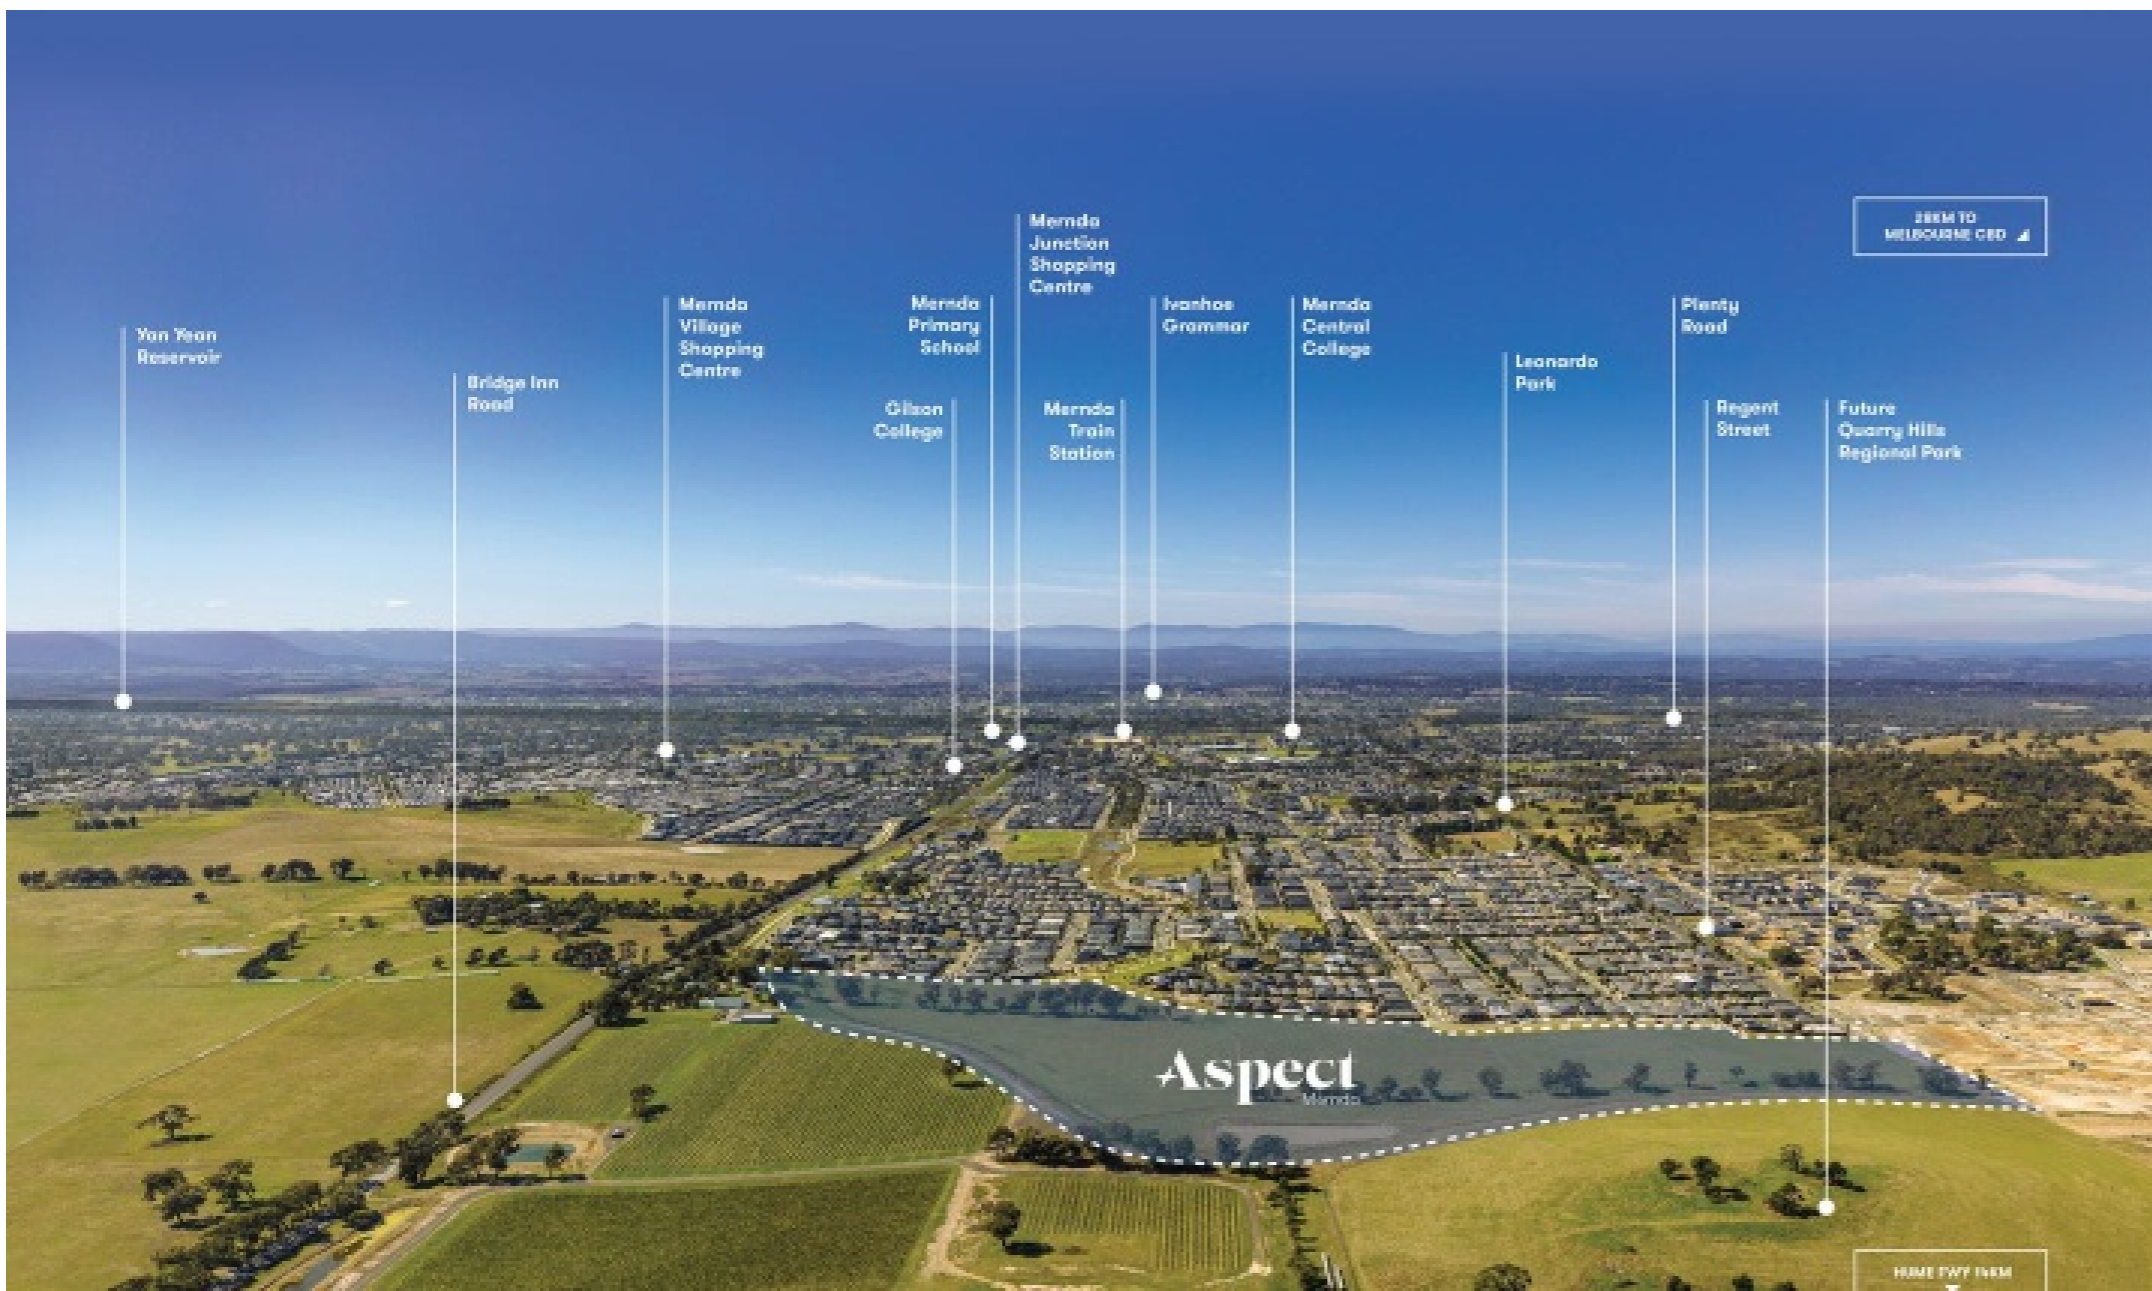 28KM TO
MELBOURNE CBD
Mernda
Junction
Shopping
Centre
Yan Yean
Reservoir
Bridge Inn
Road
Mernda
Village
Shopping
Centre
Mernda
Primary
School
Gilson
College
Mernda
Train
Station
Ivanhoe
Grammar
Mernda
Central
College
Leonardo
Park
Plenty
Road
Regent
Street
Future
Quarry Hills
Regional Park
Aspect
Mernda
HUME FWY 14KM